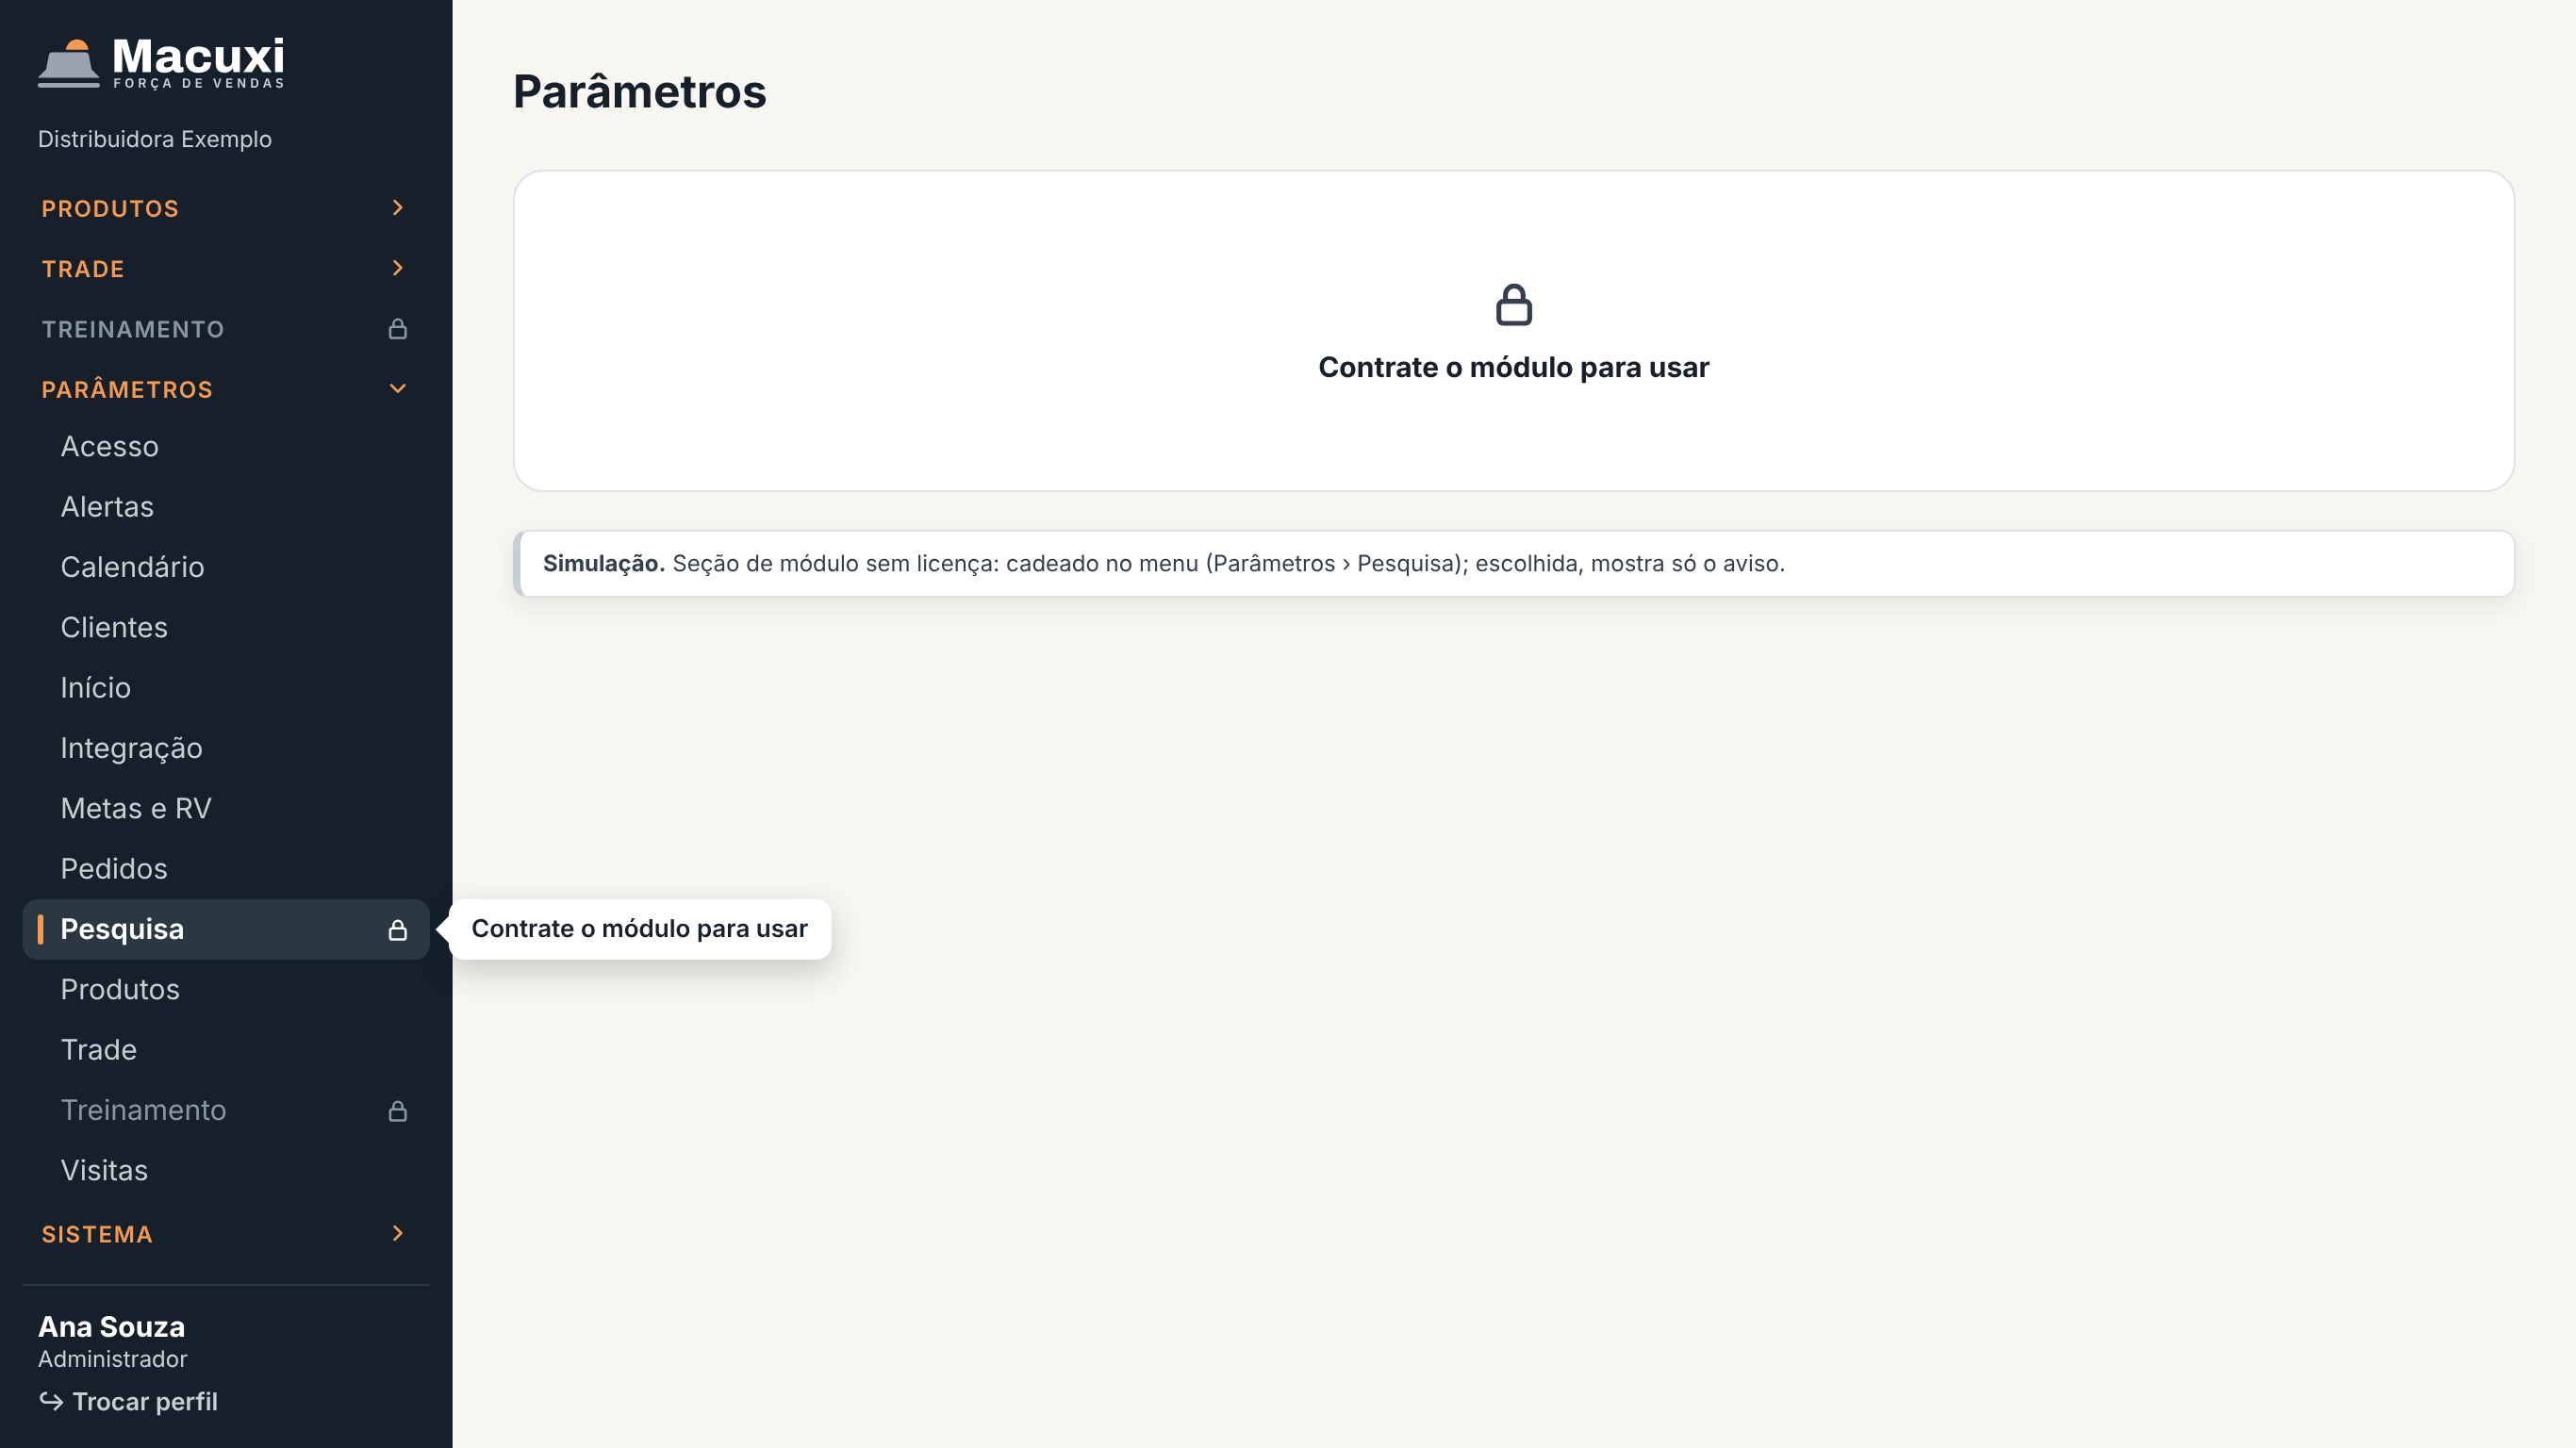 Macuxi
FORÇA DE VENDAS
Distribuidora Exemplo
PRODUTOS
TRADE
TREINAMENTO
PARÂMETROS
Acesso
Alertas
Calendário
Clientes
Início
Integração
Metas e RV
Pedidos
Pesquisa
Contrate o módulo para usar
Produtos
Trade
Treinamento
Visitas
SISTEMA
Ana Souza
Administrador
Trocar perfil
Parâmetros
Contrate o módulo para usar
Simulação. Seção de módulo sem licença: cadeado no menu (Parâmetros › Pesquisa); escolhida, mostra só o aviso.